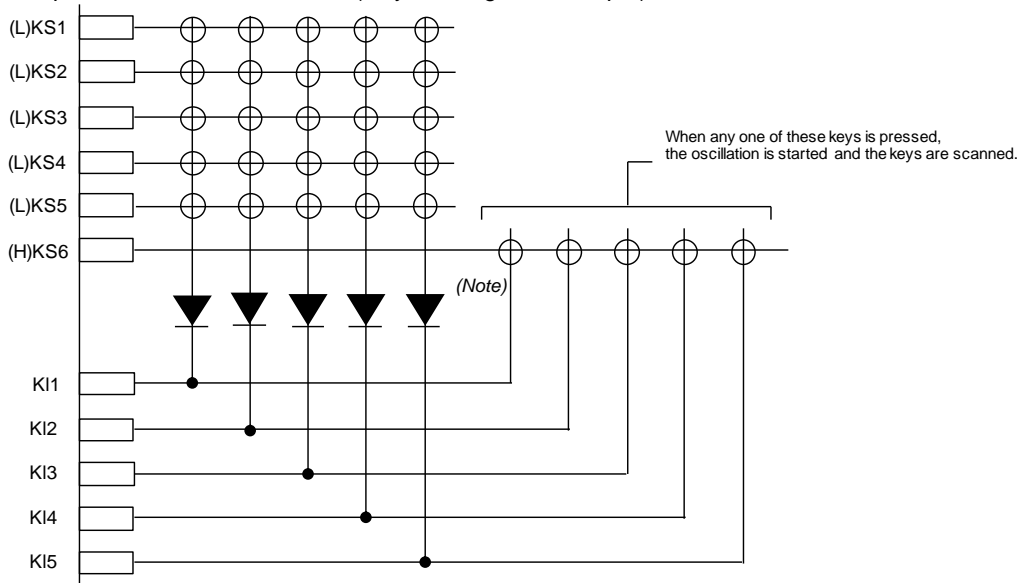 (L)KS1
(L)KS2
(L)KS3
(L)KS4
(L)KS5
(H)KS6
When any one of these keys is pressed,
the oscillation is started and the keys are scanned.
(Note)
KI1
KI2
KI3
KI4
KI5